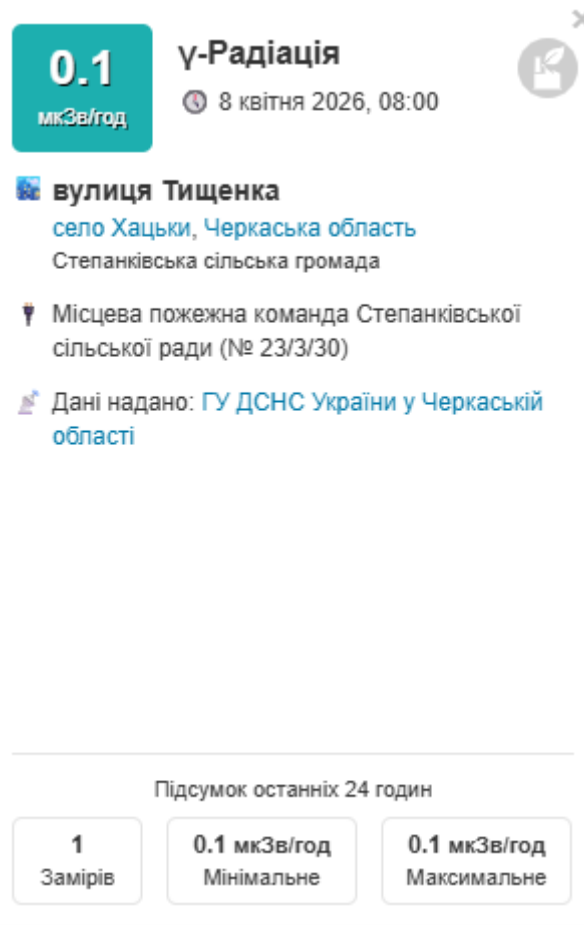 0.1
мкЗв/год
γ-Радіація
8 квітня 2026, 08:00
вулиця Тищенка
село Хацьки, Черкаська область
Степанківська сільська громада
Місцева пожежна команда Степанківської
сільської ради (№ 23/3/30)
Дані надано: ГУ ДСНС України у Черкаській
області
Підсумок останніх 24 годин
1
Замірів
0.1 мкЗв/год
Мінімальне
0.1 мкЗв/год
Максимальне